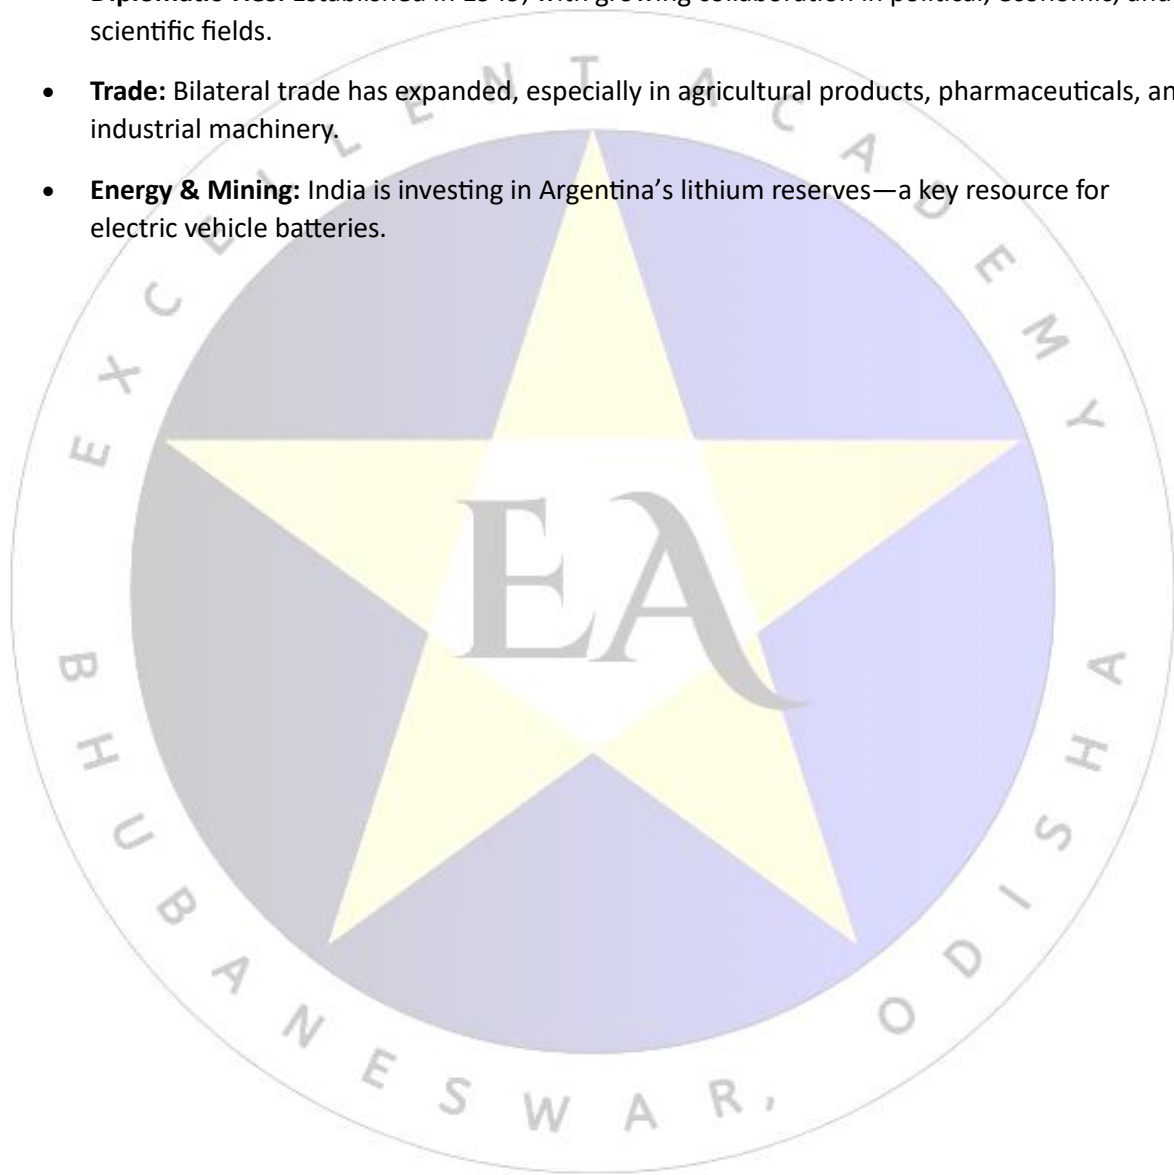 scientific fields.
• Trade: Bilateral trade has expanded, especially in agricultural products, pharmaceuticals, an
industrial machinery.
• Energy & Mining: India is investing in Argentina’s lithium reserves—a key resource for
electric vehicle batteries.
EXCELLENT ACADEMY
EA
BHUBANESWAR, ODISHA